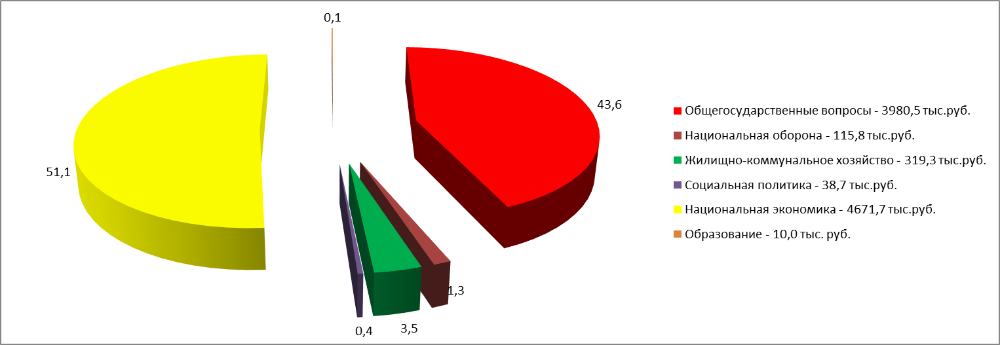 0,1
43,6
51,1
1,3
3,5
0,4
Общегосударственные вопросы - 3980,5 тыс.руб.
Национальная оборона - 115,8 тыс.руб.
Жилищно-коммунальное хозяйство - 319,3 тыс.руб.
Социальная политика - 38,7 тыс.руб.
Национальная экономика - 4671,7 тыс.руб.
Образование - 10,0 тыс. руб.